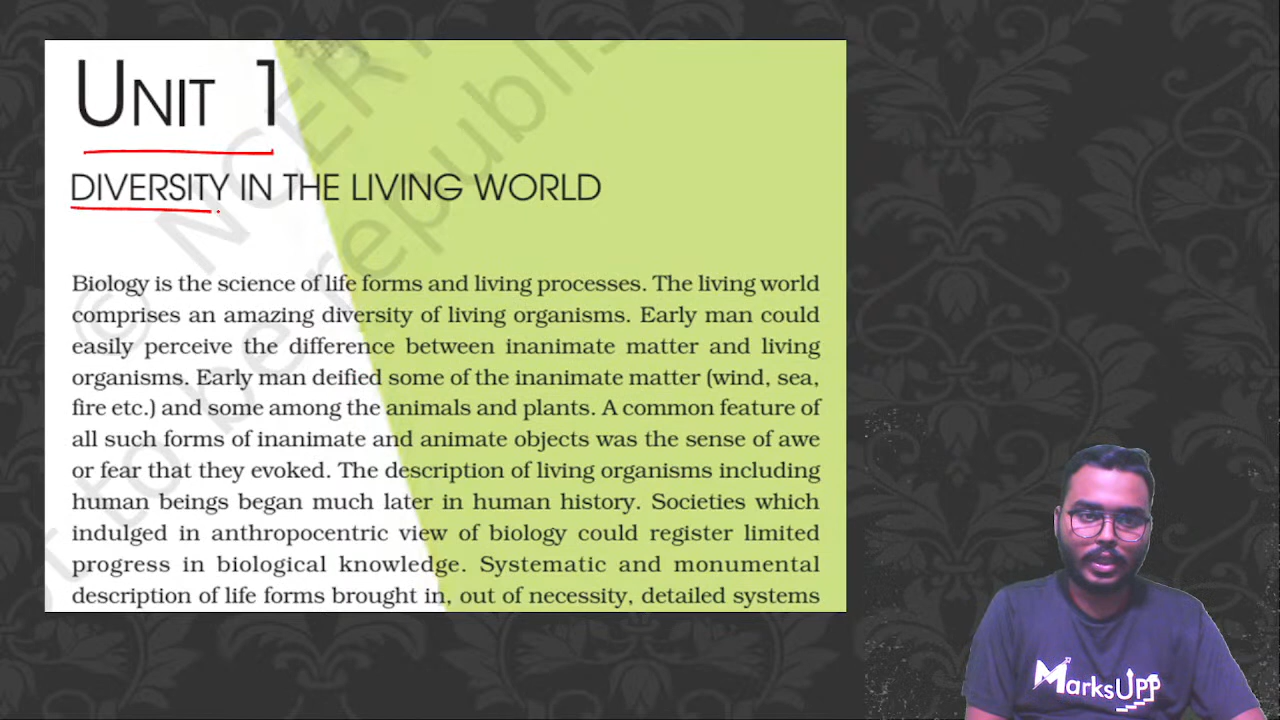 UNIT 1
DIVERSITY IN THE LIVING WORLD
Biology is the science of life forms and living processes. The living world
comprises an amazing diversity of living organisms. Early man could
easily perceive the difference between inanimate matter and living
organisms. Early man deified some of the inanimate matter (wind, sea,
fire etc.) and some among the animals and plants. A common feature of
all such forms of inanimate and animate objects was the sense of awe
or fear that they evoked. The description of living organisms including
human beings began much later in human history. Societies which
indulged in anthropocentric view of biology could register limited
progress in biological knowledge. Systematic and monumental
description of life forms brought in, out of necessity, detailed systems
© NCERT
to be republis
MarksUPP